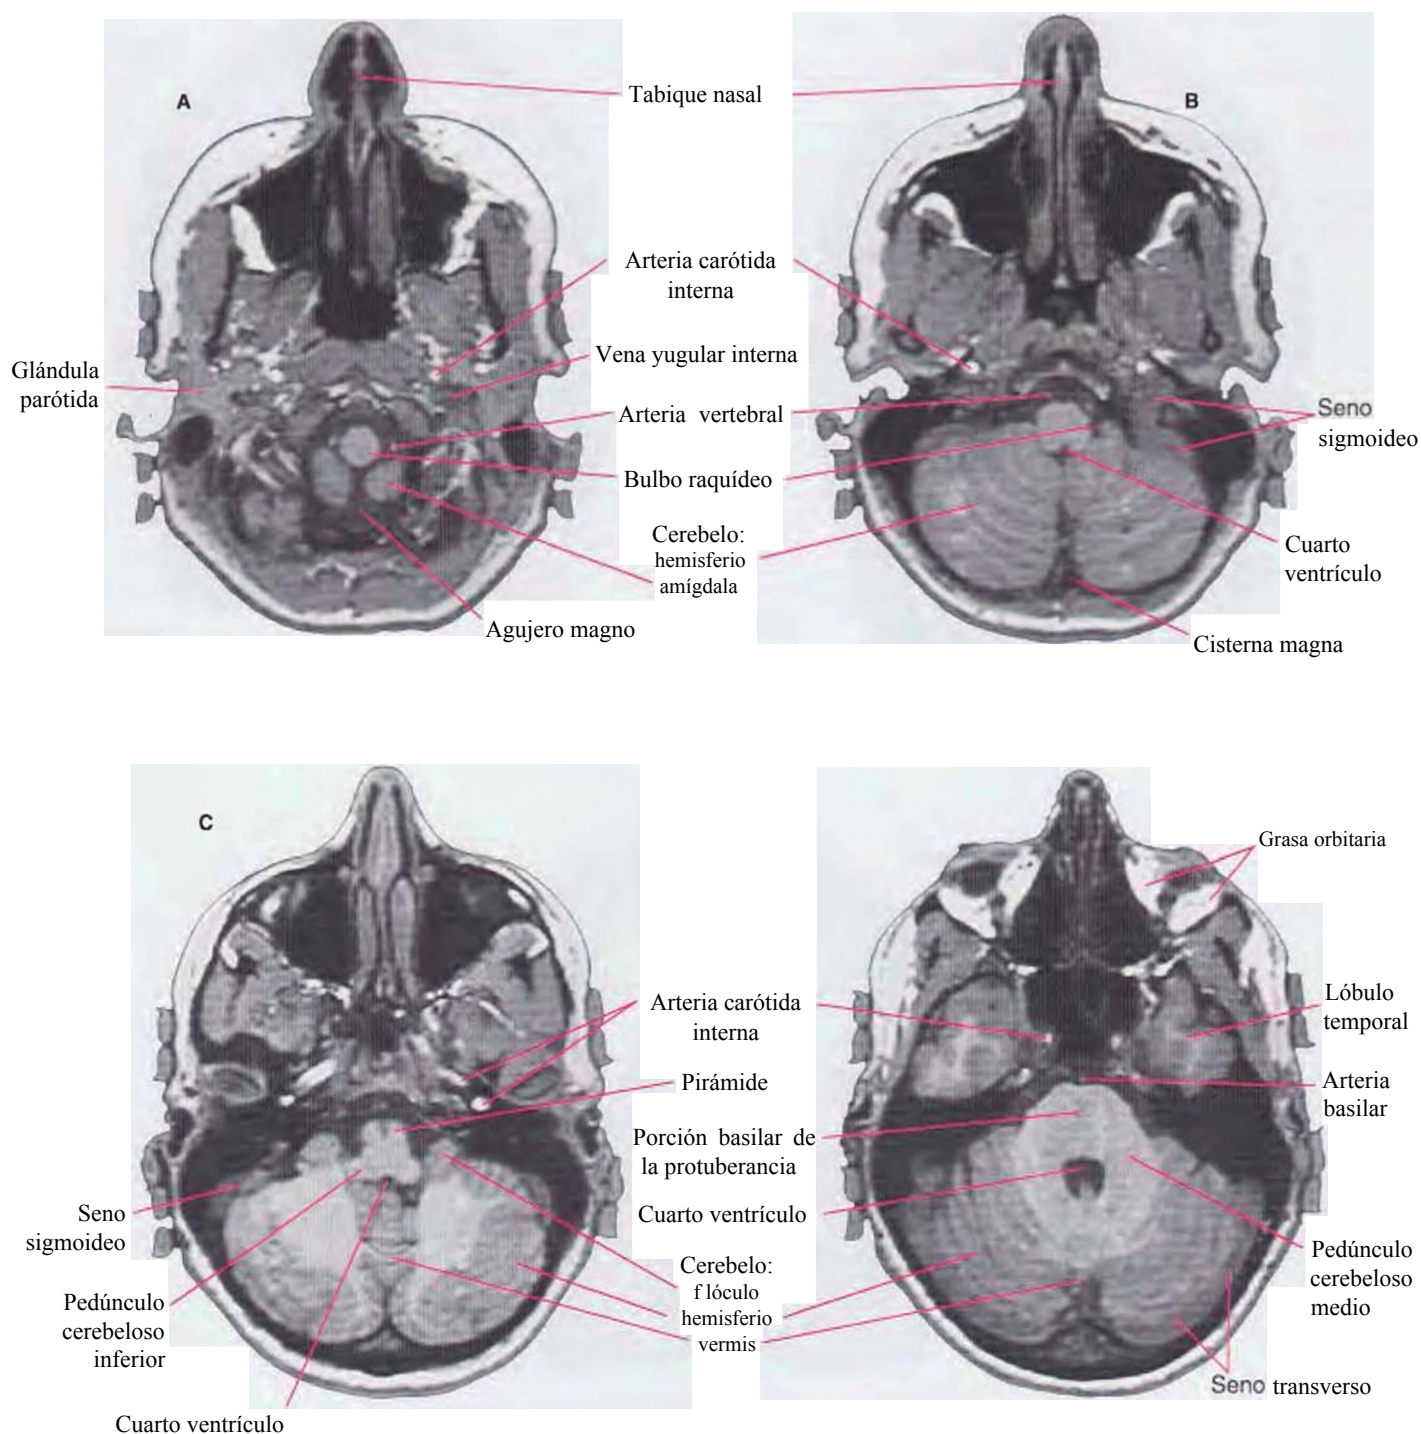 A
Tabique nasal
B
Arteria carótida
interna
Vena yugular interna
Glándula
parótida
Arteria vertebral
Seno
sigmoideo
Bulbo raquídeo
Cerebelo:
hemisferio
amígdala
Cuarto
ventrículo
Agujero magno
Cisterna magna
C
Grasa orbitaria
Arteria carótida
interna
Lóbulo
temporal
Pirámide
Arteria
basilar
Porción basilar de
la protuberancia
Seno
sigmoideo
Cuarto ventrículo
Pedúnculo
cerebeloso
medio
Cerebelo:
f lóculo
hemisferio
vermis
Pedúnculo
cerebeloso
inferior
Seno transverso
Cuarto ventrículo